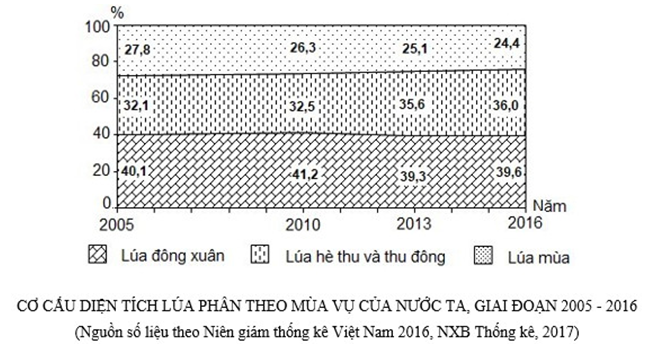 %
100
27,8 26,3 25,1 24,4
80
60
32,1 32,5 35,6 36,0
40
20
40,1 41,2 39,3 39,6
0
Năm
2005 2010 2013 2016
Lúa đông xuân Lúa hè thu và thu đông Lúa mùa
CƠ CẤU DIỆN TÍCH LÚA PHÂN THEO MÙA VỤ CỦA NƯỚC TA, GIAI ĐOẠN 2005 - 2016
(Nguồn số liệu theo Niên giám thống kê Việt Nam 2016, NXB Thống kê, 2017)